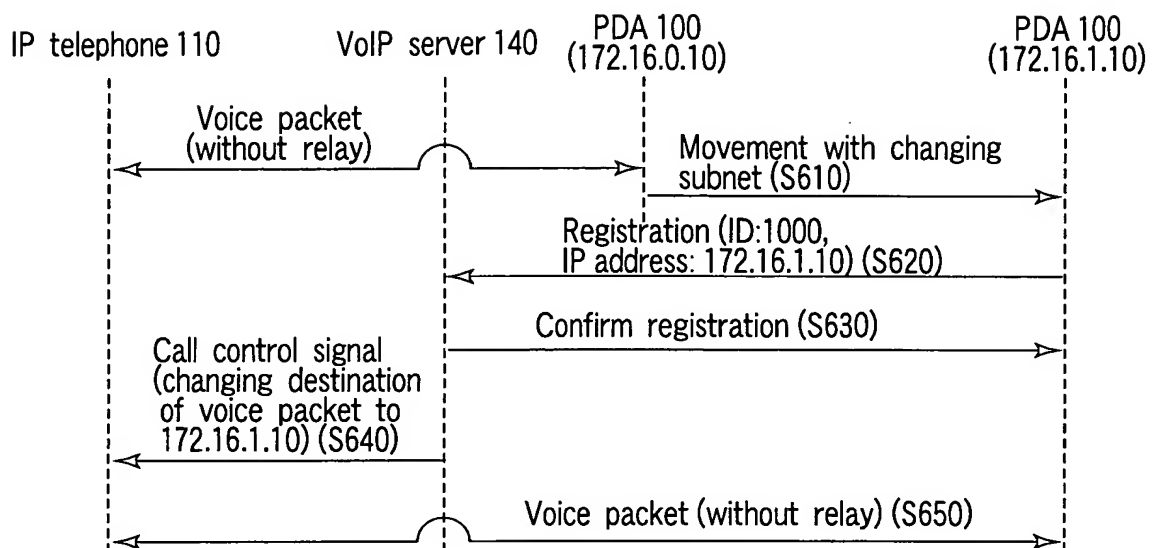 IP telephone 110
VoIP server 140
PDA 100
(172.16.0.10)
PDA 100
(172.16.1.10)
Voice packet
(without relay)
Movement with changing
subnet (S610)
Registration (ID:1000,
IP address: 172.16.1.10) (S620)
Confirm registration (S630)
Call control signal
(changing destination
of voice packet to
172.16.1.10) (S640)
Voice packet (without relay) (S650)